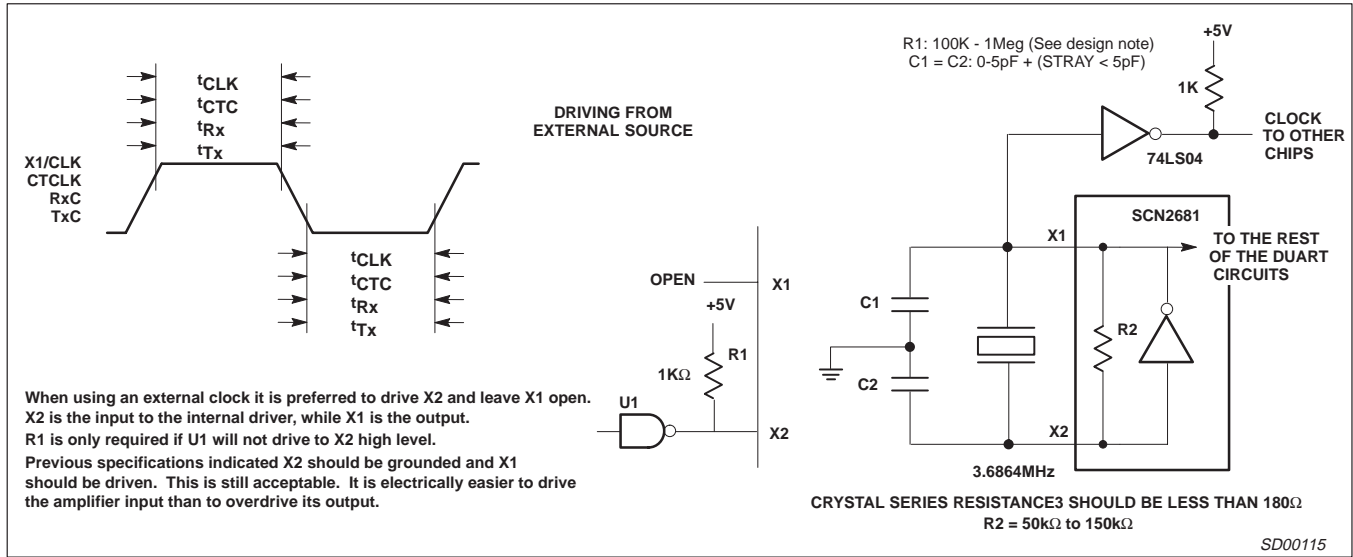 tCLK
tCTC
tRx
tTx
X1/CLK
CTCLK
RxC
TxC
tCLK
tCTC
tRx
tTx
When using an external clock it is preferred to drive X2 and leave X1 open.
X2 is the input to the internal driver, while X1 is the output.
R1 is only required if U1 will not drive to X2 high level.
Previous specifications indicated X2 should be grounded and X1
should be driven. This is still acceptable. It is electrically easier to drive
the amplifier input than to overdrive its output.
DRIVING FROM
EXTERNAL SOURCE
OPEN
X1
+5V
R1
1KΩ
U1
X2
R1: 100K - 1Meg (See design note)
C1 = C2: 0-5pF + (STRAY < 5pF)
+5V
1K
CLOCK
TO OTHER
CHIPS
74LS04
SCN2681
X1
TO THE REST
OF THE DUART
CIRCUITS
C1
R2
C2
X2
3.6864MHz
CRYSTAL SERIES RESISTANCE3 SHOULD BE LESS THAN 180Ω
R2 = 50kΩ to 150kΩ
SD00115